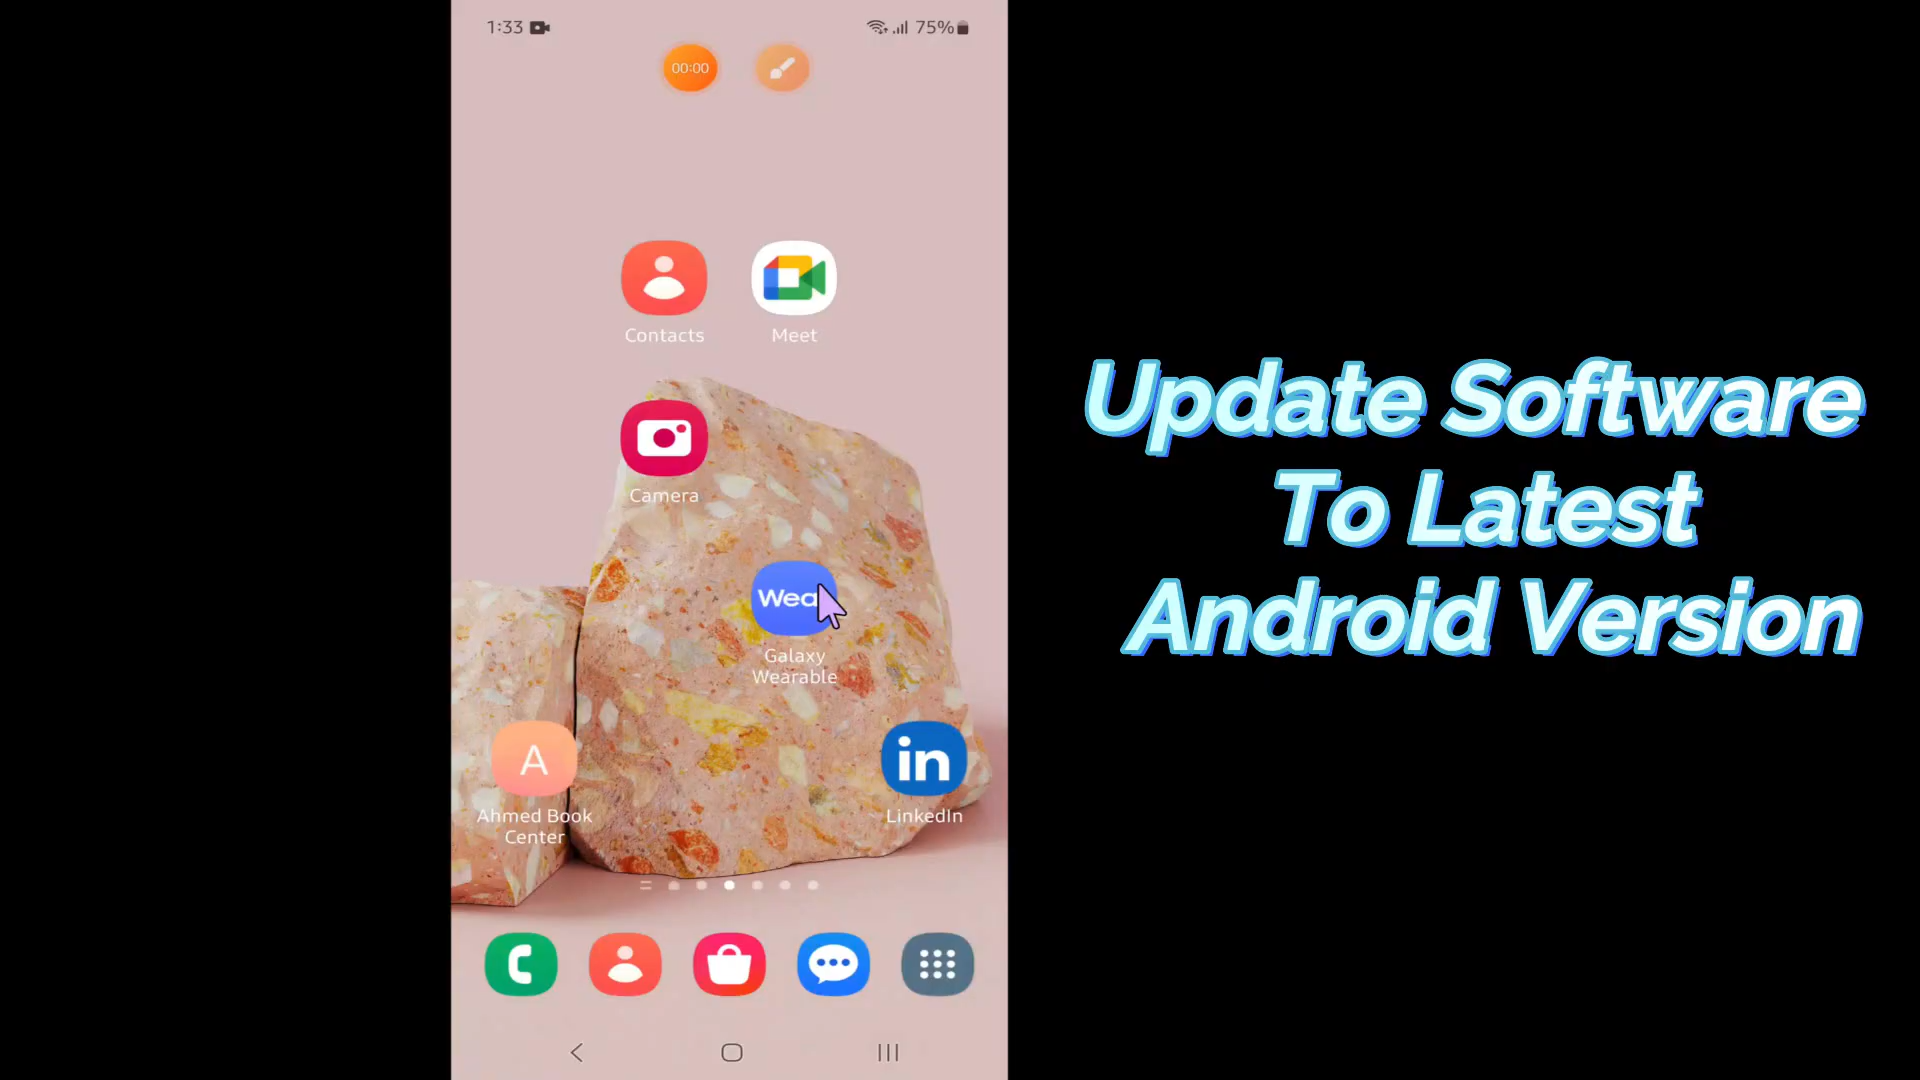 1:33
75%
00:00
Contacts
Meet
Camera
Wea
Galaxy
Wearable
A
in
Ahmed Book
Center
LinkedIn
Update Software
To Latest
Android Version